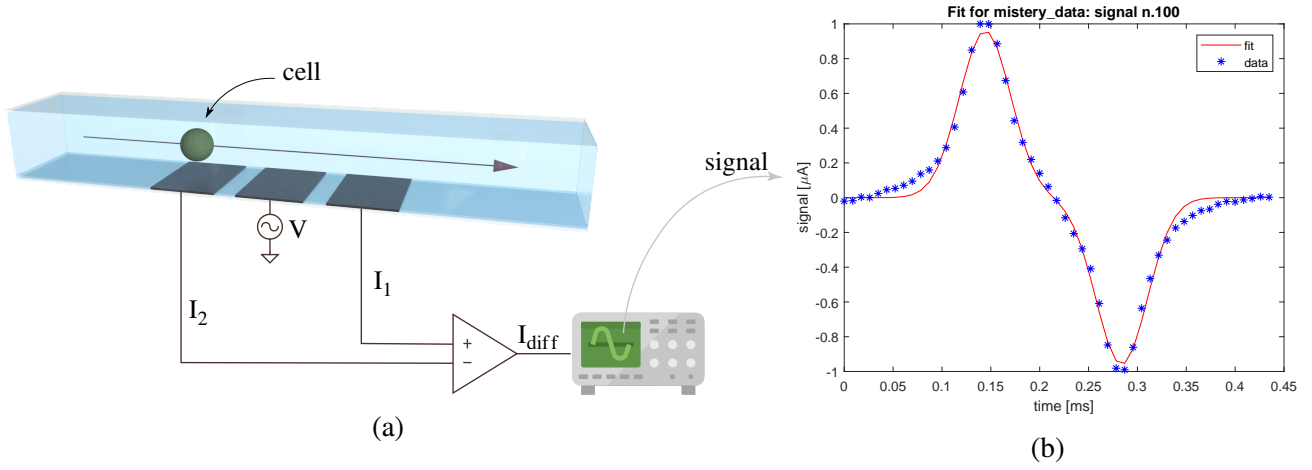 cell
V
I1
I2
+
−
Idiff
signal
(a)
Fit for mistery_data: signal n.100
fit
data
signal [μA]
1
0.8
0.6
0.4
0.2
0
-0.2
-0.4
-0.6
-0.8
-1
0 0.05 0.1 0.15 0.2 0.25 0.3 0.35 0.4 0.45
time [ms]
(b)